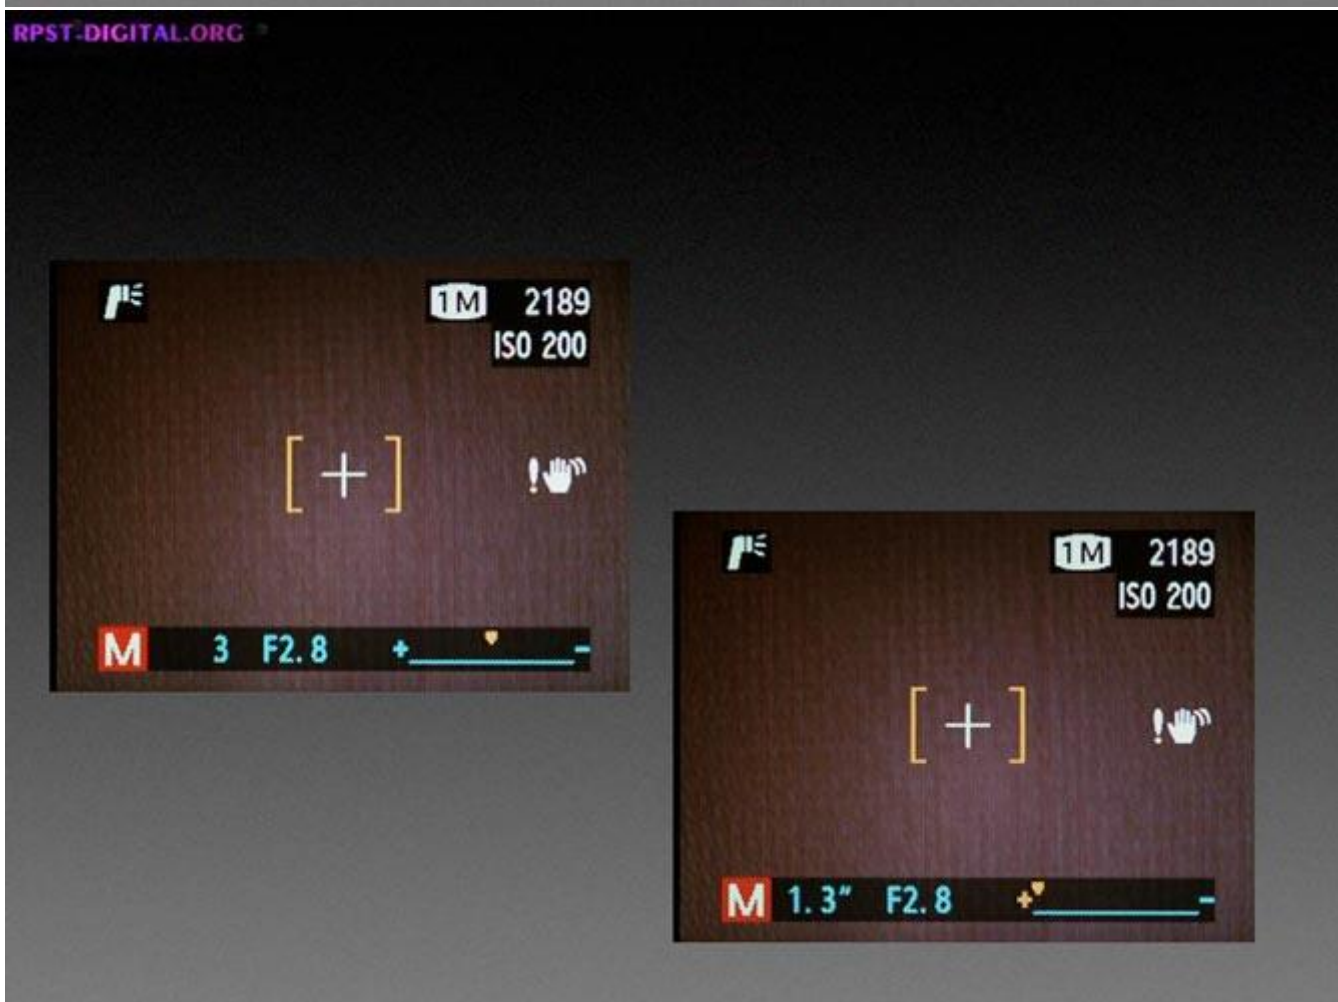 RPST-DIGITAL.ORG
1M 2189
ISO 200
[+]
!
M 3 F2.8 + -
1M 2189
ISO 200
[+]
!
M 1.3" F2.8 + -